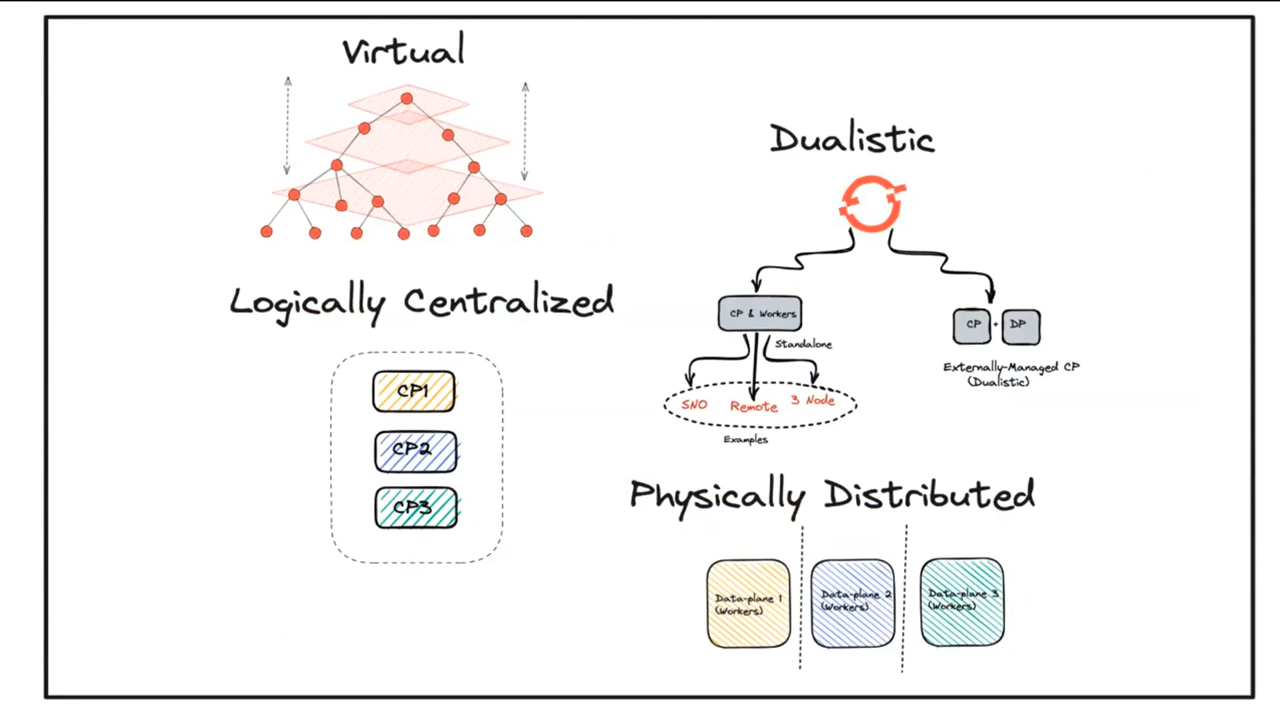 Virtual
Dualistic
CP & Workers
Standalone
CP + DP
Externally-Managed CP
(Dualistic)
SNO Remote 3 Node
Examples
Logically Centralized
CP1
CP2
CP3
Physically Distributed
Data-plane 1
(Workers)
Data-plane 2
(Workers)
Data-plane 3
(Workers)